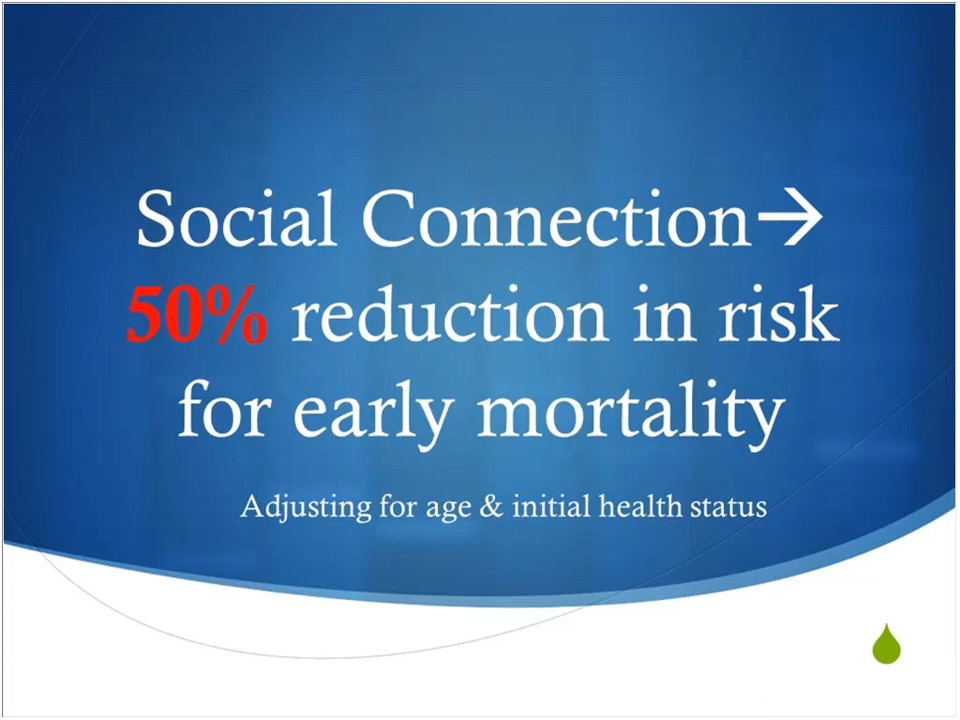 Social Connection→
50% reduction in risk
for early mortality
Adjusting for age & initial health status